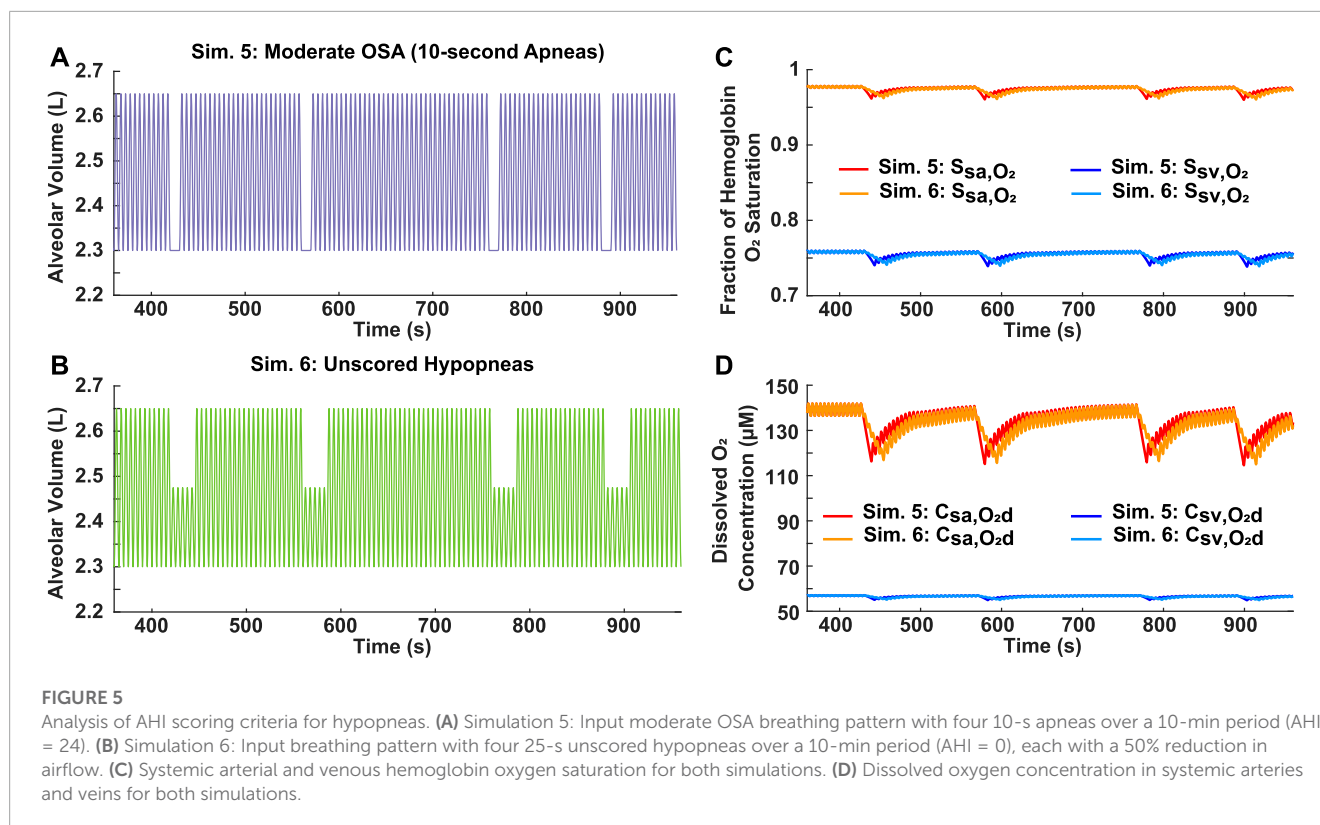 A
Sim. 5: Moderate OSA (10-second Apneas)
Alveolar Volume (L)
2.7
2.6
2.5
2.4
2.3
2.2
400 500 600 700 800 900
Time (s)
B
Sim. 6: Unscored Hypopneas
Alveolar Volume (L)
2.7
2.6
2.5
2.4
2.3
2.2
400 500 600 700 800 900
Time (s)
C
Fraction of Hemoglobin
O₂ Saturation
1
0.9
0.8
0.7
Sim. 5: Ssa,O₂ Sim. 5: Ssv,O₂
Sim. 6: Ssa,O₂ Sim. 6: Ssv,O₂
400 500 600 700 800 900
Time (s)
D
Dissolved O₂
Concentration (µM)
150
130
110
90
70
50
Sim. 5: Csa,O₂d Sim. 5: Csv,O₂d
Sim. 6: Csa,O₂d Sim. 6: Csv,O₂d
400 500 600 700 800 900
Time (s)
FIGURE 5
Analysis of AHI scoring criteria for hypopneas. (A) Simulation 5: Input moderate OSA breathing pattern with four 10-s apneas over a 10-min period (AHI
= 24). (B) Simulation 6: Input breathing pattern with four 25-s unscored hypopneas over a 10-min period (AHI = 0), each with a 50% reduction in
airflow. (C) Systemic arterial and venous hemoglobin oxygen saturation for both simulations. (D) Dissolved oxygen concentration in systemic arteries
and veins for both simulations.